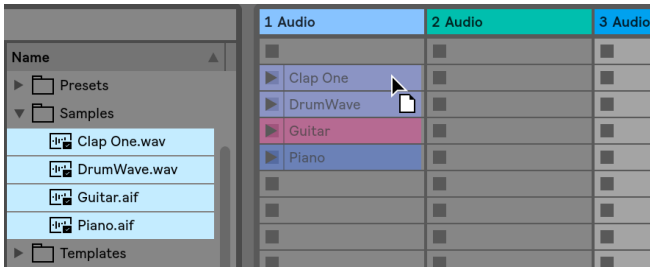 1 Audio
2 Audio
3 Audio
Name
Presets
Samples
Clap One.wav
DrumWave.wav
Guitar.aif
Piano.aif
Templates
Clap One
DrumWave
Guitar
Piano